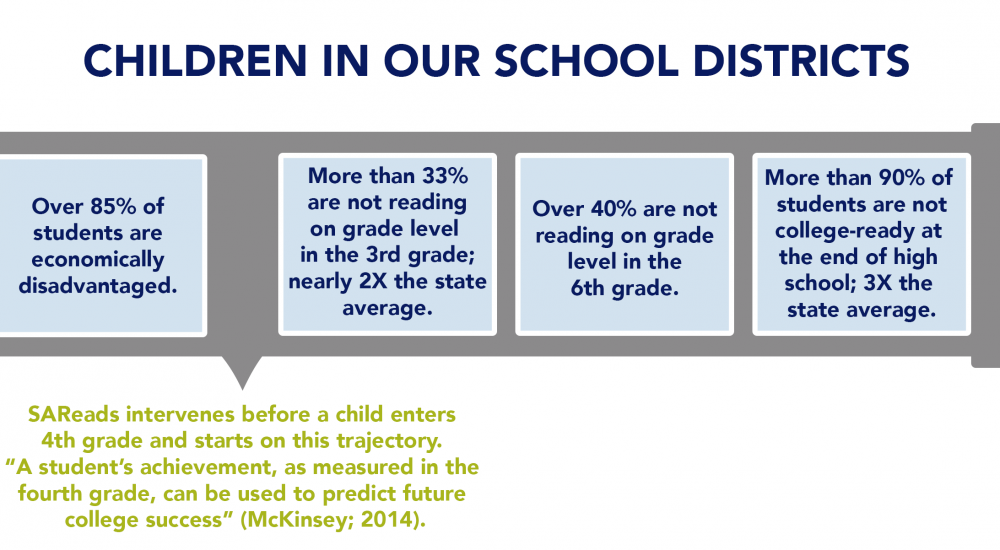 CHILDREN IN OUR SCHOOL DISTRICTS
Over 85% of
students are
economically
disadvantaged.
More than 33%
are not reading
on grade level
in the 3rd grade;
nearly 2X the state
average.
Over 40% are not
reading on grade
level in the
6th grade.
More than 90% of
students are not
college-ready at
the end of high
school; 3X the
state average.
SAReads intervenes before a child enters
4th grade and starts on this trajectory.
“A student’s achievement, as measured in the
fourth grade, can be used to predict future
college success” (McKinsey; 2014).